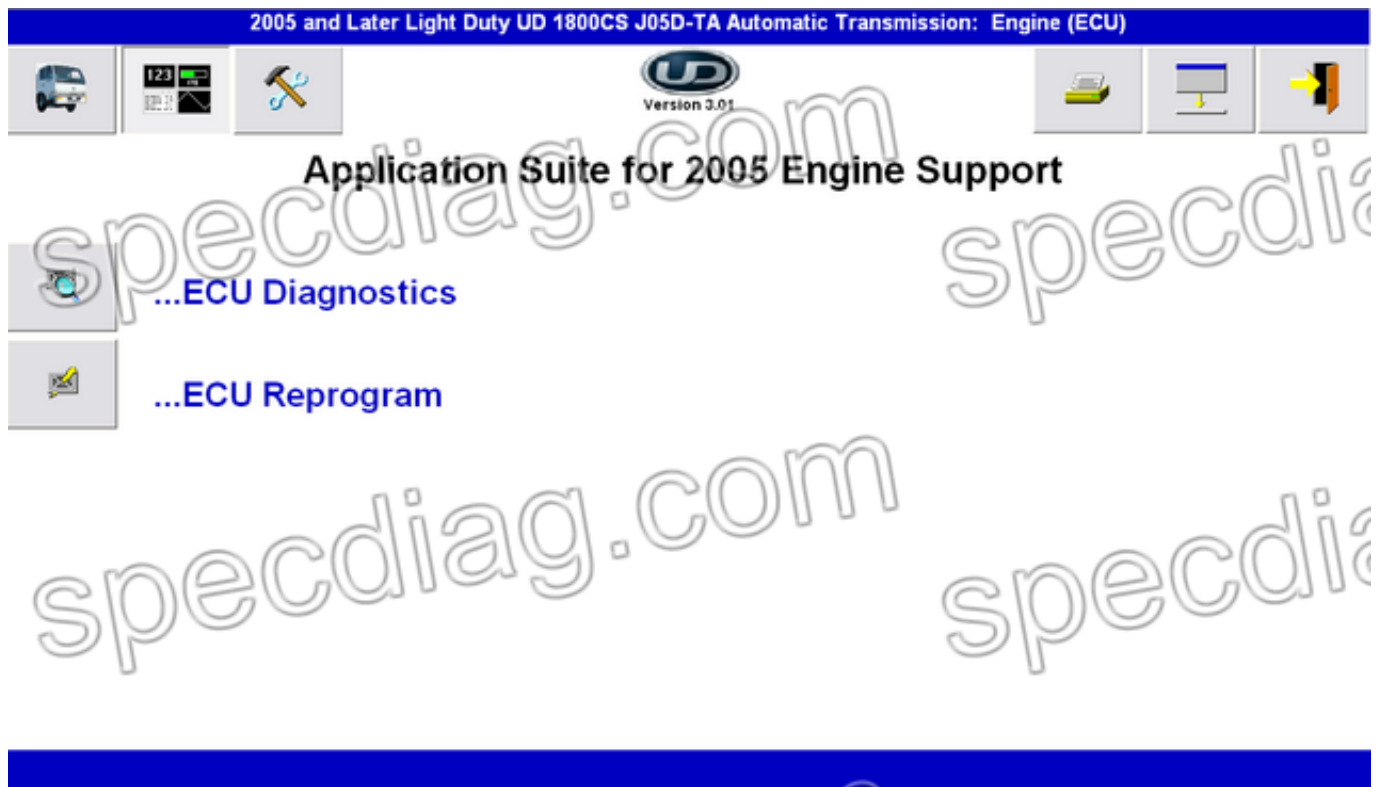 2005 and Later Light Duty UD 1800CS J05D-TA Automatic Transmission:  Engine (ECU)
123
UD
Version 3.01
Application Suite for 2005 Engine Support
specdiag.com
specdia
...ECU Diagnostics
...ECU Reprogram
specdiag.com
specdia